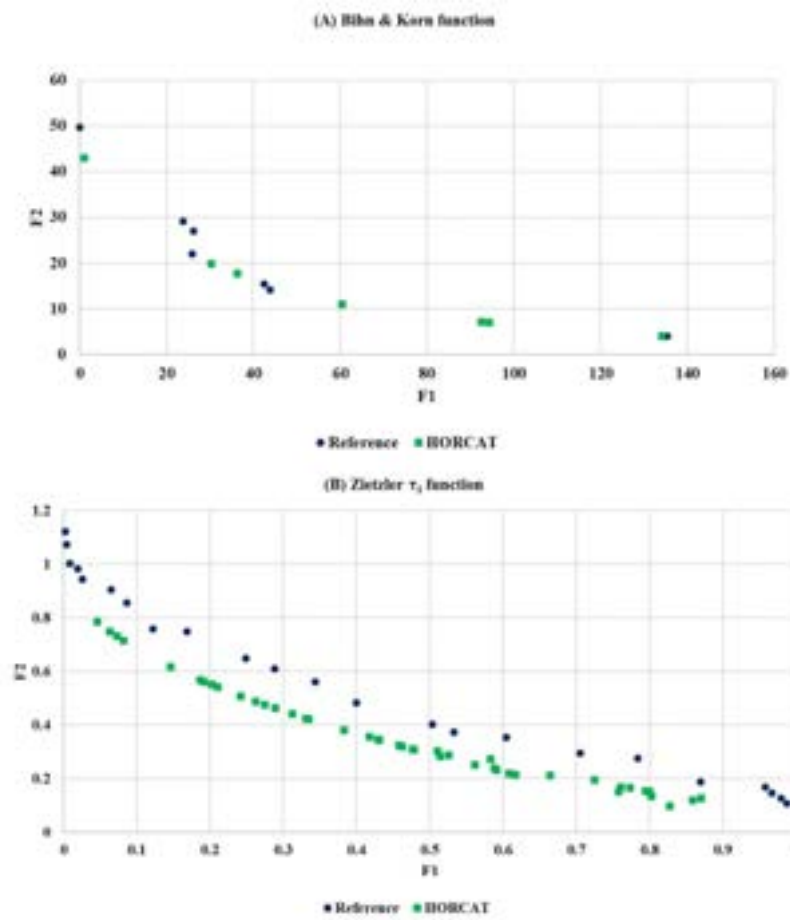 (A) Bihn & Korn function
60
50
40
30
20
10
0
F2
0 20 40 60 80 100 120 140 160
F1
Reference HORCAT
(B) Zietzler τ₄ function
1.2
1
0.8
0.6
0.4
0.2
0
F2
0 0.1 0.2 0.3 0.4 0.5 0.6 0.7 0.8 0.9
F1
Reference HORCAT